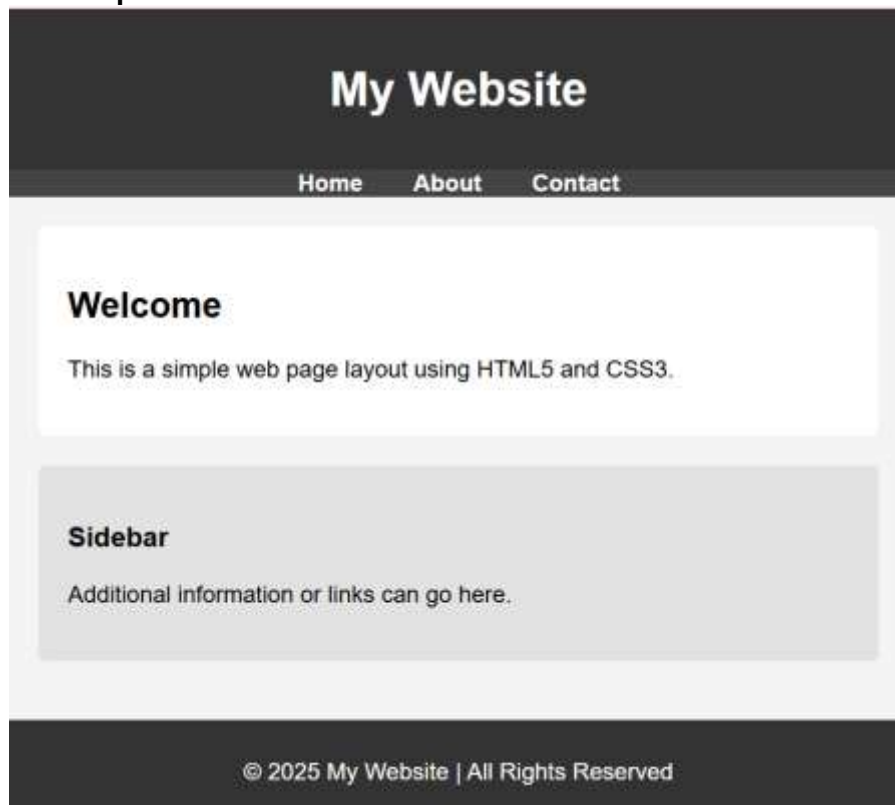 My Website
Home About Contact
Welcome
This is a simple web page layout using HTML5 and CSS3.
Sidebar
Additional information or links can go here.
© 2025 My Website | All Rights Reserved